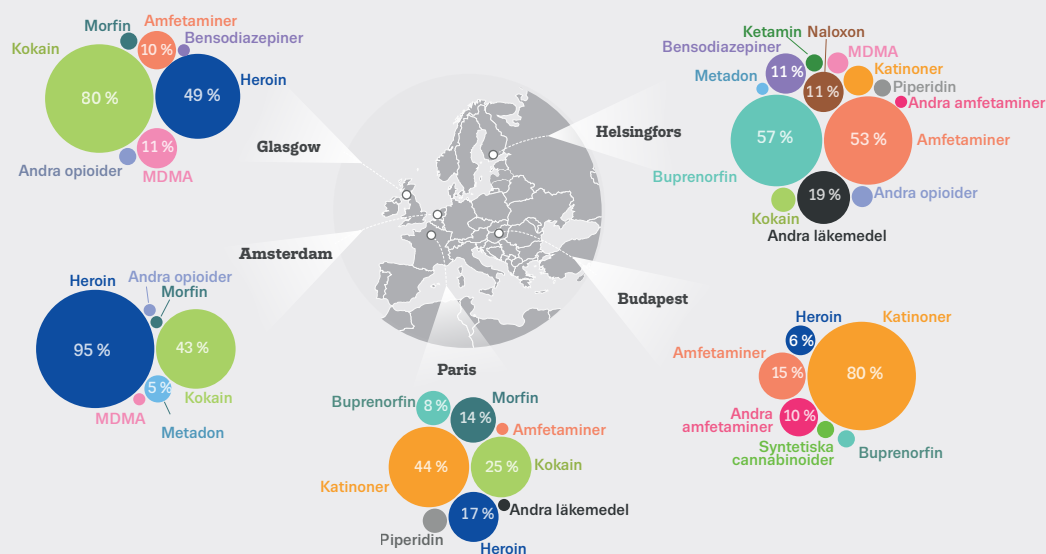 Morfin
Amfetaminer
Bensodiazepiner
Kokain
10 %
80 %
49 %
Heroin
11 %
Andra opioider
MDMA
Glasgow
Ketamin
Naloxon
Bensodiazepiner
MDMA
Metadon
11 %
Katinoner
11 %
Piperidin
Andra amfetaminer
57 %
53 %
Amfetaminer
Buprenorfin
19 %
Andra opioider
Kokain
Andra läkemedel
Helsingfors
Amsterdam
Heroin
Andra opioider
Morfin
95 %
43 %
5 %
Kokain
MDMA
Metadon
Budapest
Heroin
Katinoner
6 %
Amfetaminer
15 %
80 %
Andra
amfetaminer
10 %
Syntetiska
cannabinoider
Buprenorfin
Paris
Buprenorfin
8 %
Morfin
14 %
Amfetaminer
44 %
25 %
Kokain
Katinoner
17 %
Andra läkemedel
Piperidin
Heroin